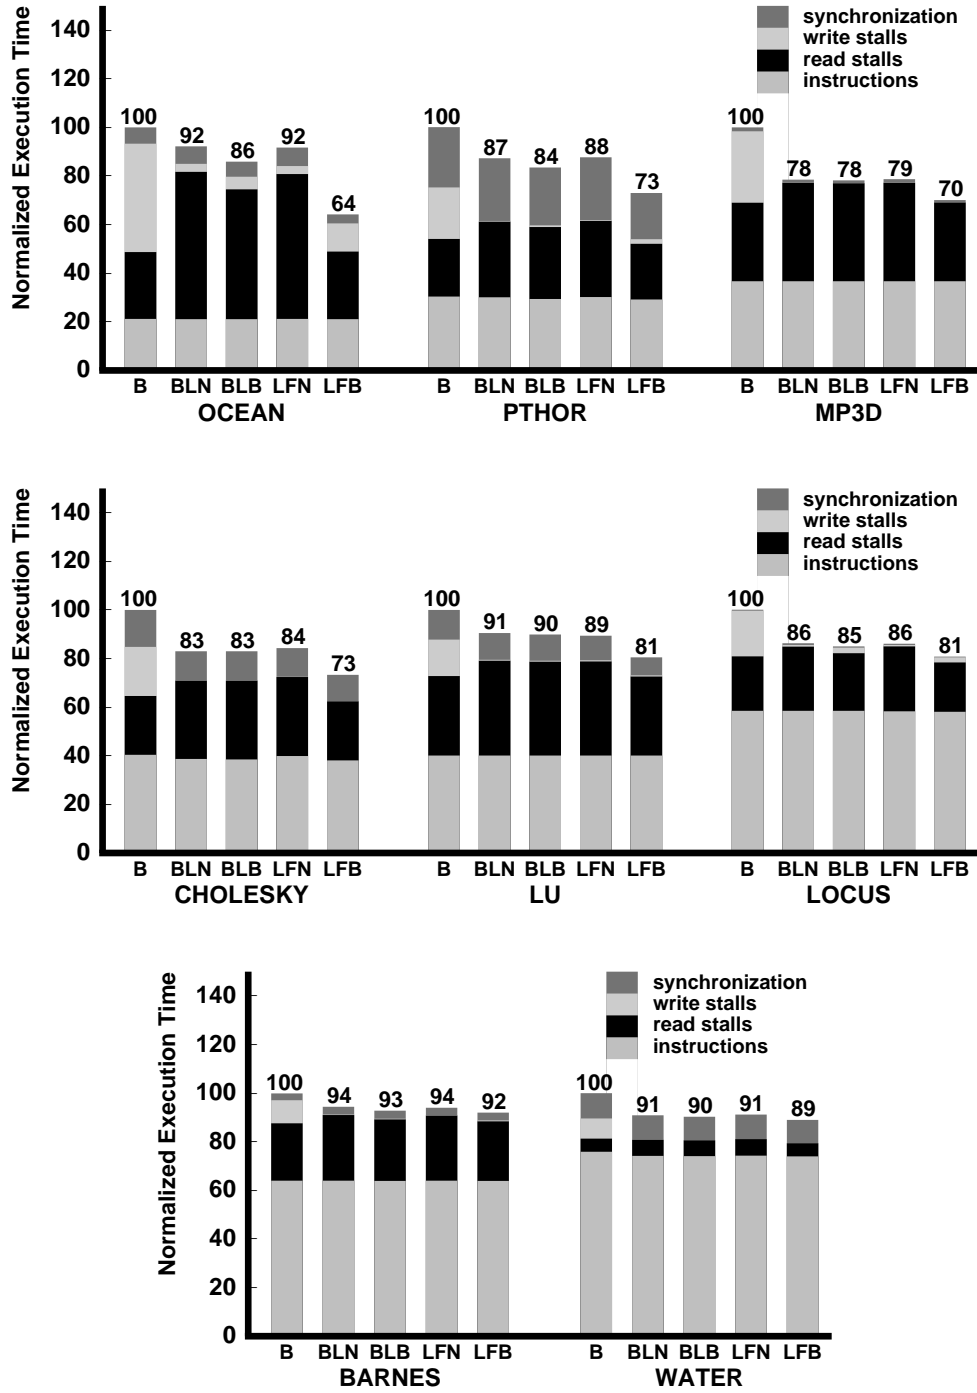 Normalized Execution Time
140
120
100
80
60
40
20
0
synchronization
write stalls
read stalls
instructions
100 92 86 92 64
100 87 84 88 73
100 78 78 79 70
B BLN BLB LFN LFB
B BLN BLB LFN LFB
B BLN BLB LFN LFB
OCEAN PTHOR MP3D
Normalized Execution Time
140
120
100
80
60
40
20
0
synchronization
write stalls
read stalls
instructions
100 83 83 84 73
100 91 90 89 81
100 86 85 86 81
B BLN BLB LFN LFB
B BLN BLB LFN LFB
B BLN BLB LFN LFB
CHOLESKY LU LOCUS
Normalized Execution Time
140
120
100
80
60
40
20
0
synchronization
write stalls
read stalls
instructions
100 94 93 94 92
100 91 90 91 89
B BLN BLB LFN LFB
B BLN BLB LFN LFB
BARNES WATER